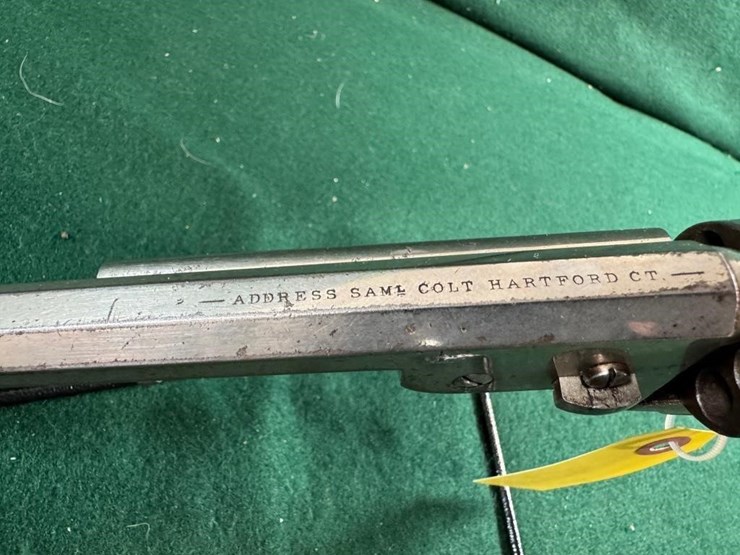 — ADDRESS SAML COLT HARTFORD CT. —